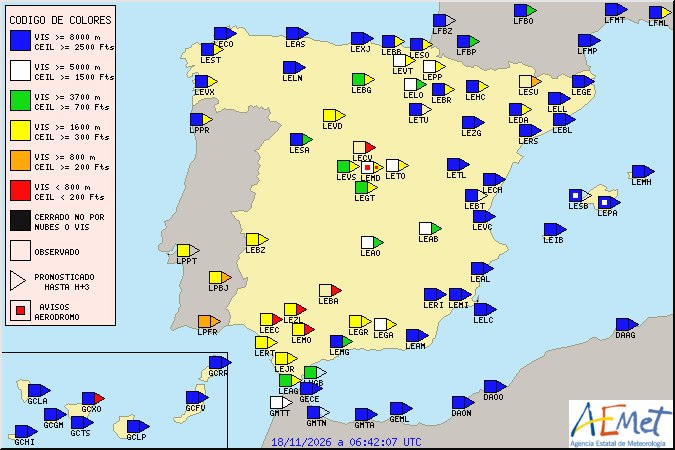 CODIGO DE COLORES
VIS >= 8000 m
CEIL >= 2500 Fts
VIS >= 5000 m
CEIL >= 1500 Fts
VIS >= 3700 m
CEIL >= 700 Fts
VIS >= 1600 m
CEIL >= 300 Fts
VIS >= 800 m
CEIL >= 200 Fts
VIS < 800 m
CEIL < 200 Fts
CERRADO NO POR
NUBES O VIS
OBSERVADO
PRONOSTICADO
HASTA H+3
AVISOS
AERODROMO
LFBO
LFMT
LFML
LFBZ
LECO
LEAS
LEXJ
LEBB
LESO
LFBP
LFMP
LEST
LEVT
LEPP
LELN
LEVX
LEBG
LELO
LEBR
LEHC
LESU
LEGE
LELL
LPPR
LEVD
LETU
LEDA
LEBL
LEZG
LERS
LESA
LECV
LEVS
LEMD
LETO
LETL
LEMH
LECH
LEGT
LEBT
LESB
LEPA
LEVC
LEAB
LEIB
LEBZ
LEAO
LPPT
LEAL
LPBJ
LEBA
LERI
LEMI
LEZL
LELC
LPFR
LEEC
LEMO
LEGR
LEGA
DAAG
LERT
LEMG
LEAM
LEJR
GCRR
LXGB
LEAG
GECE
DAOO
GCLA
GCXO
GCFV
GMTT
DAON
GCGM
GMTN
GMTA
GEML
GCTS
GCLP
GCHI
18/11/2026 a 06:42:07 UTC
AEMet
Agencia Estatal de Meteorología